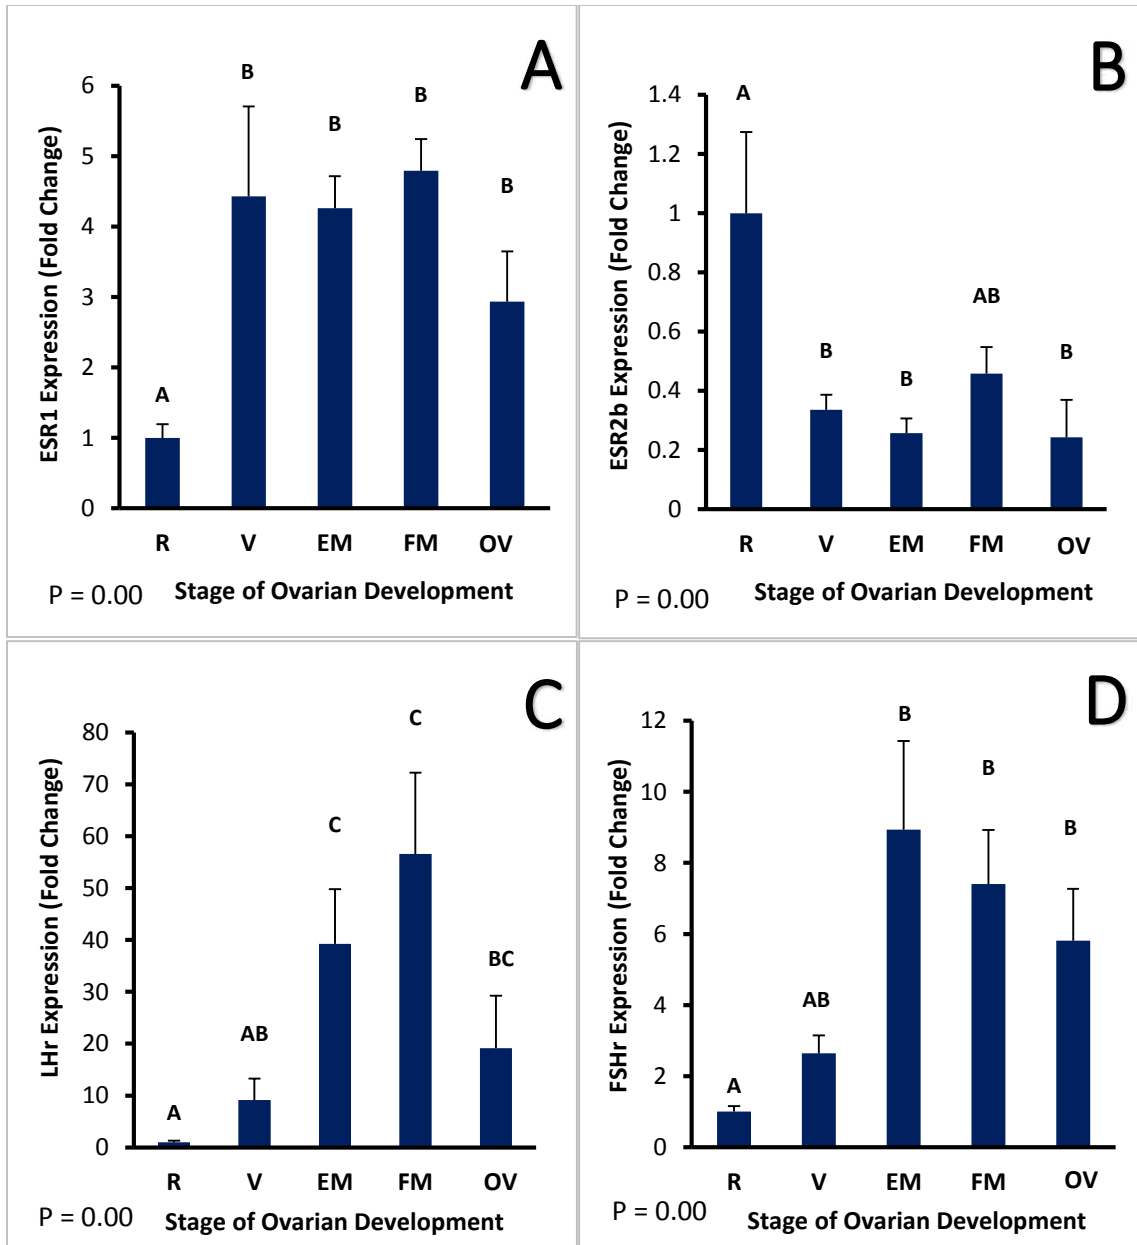 A
ESR1 Expression (Fold Change)
6
5
4
3
2
1
0
A
B
B
B
B
R V EM FM OV
P = 0.00 Stage of Ovarian Development
B
ESR2b Expression (Fold Change)
1.4
1.2
1
0.8
0.6
0.4
0.2
0
A
B
B
AB
B
R V EM FM OV
P = 0.00 Stage of Ovarian Development
C
LHr Expression (Fold Change)
80
70
60
50
40
30
20
10
0
A
AB
C
C
BC
R V EM FM OV
P = 0.00 Stage of Ovarian Development
D
FSHr Expression (Fold Change)
12
10
8
6
4
2
0
A
AB
B
B
B
R V EM FM OV
P = 0.00 Stage of Ovarian Development